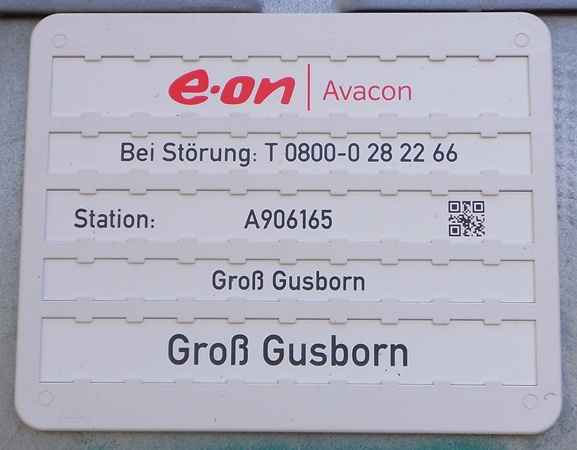 e·on | Avacon
Bei Störung: T 0800-0 28 22 66
Station: A906165
Groß Gusborn
Groß Gusborn